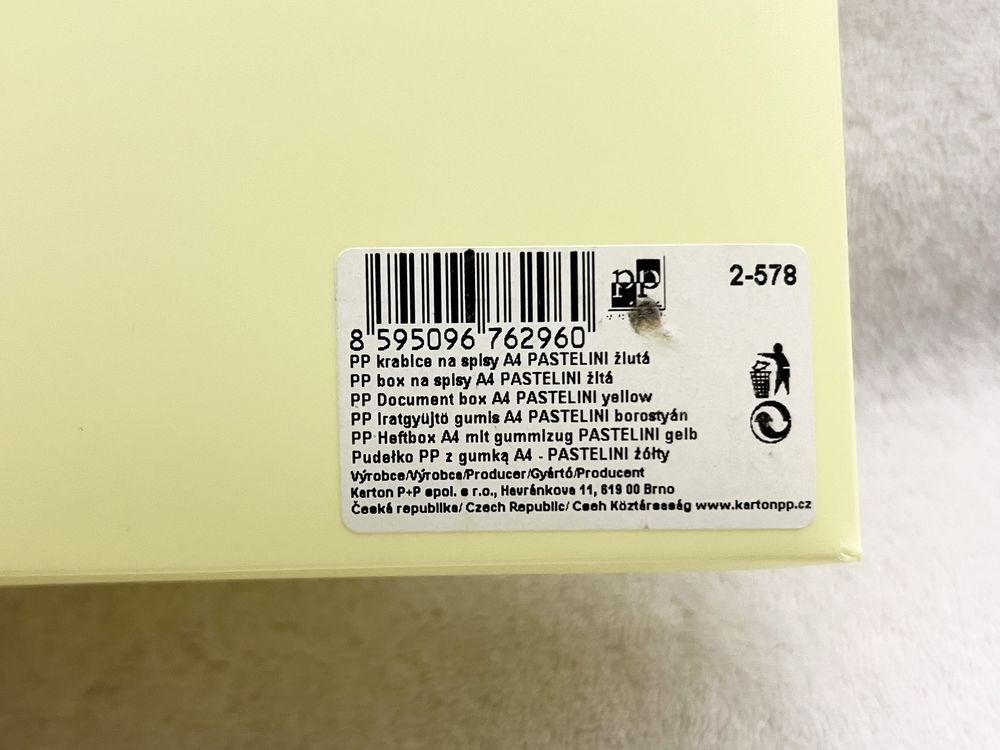 pp
2-578
8 595096 762960
PP krabice na spisy A4 PASTELINI žlutá
PP box na spisy A4 PASTELINI žltá
PP Document box A4 PASTELINI yellow
PP Iratgyüjtö gumis A4 PASTELINI borostyán
PP Heftbox A4 mit gummizug PASTELINI gelb
Pudełko PP z gumką A4 - PASTELINI żółty
Výrobce/Výrobca/Producer/Gyártó/Producent
Karton P+P spol. s r.o., Havránkova 11, 619 00 Brno
Česká republika/ Czech Republic/ Cseh Köztársaság www.kartonpp.cz